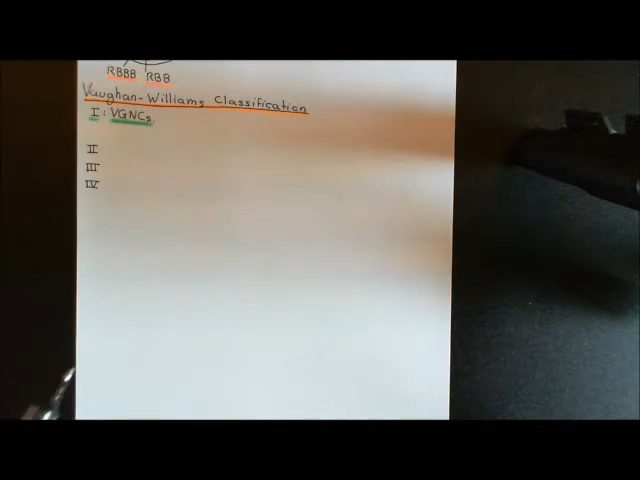 RBBB RBB
Vaughan-Williams Classification
I: VGNCs
II
III
IV